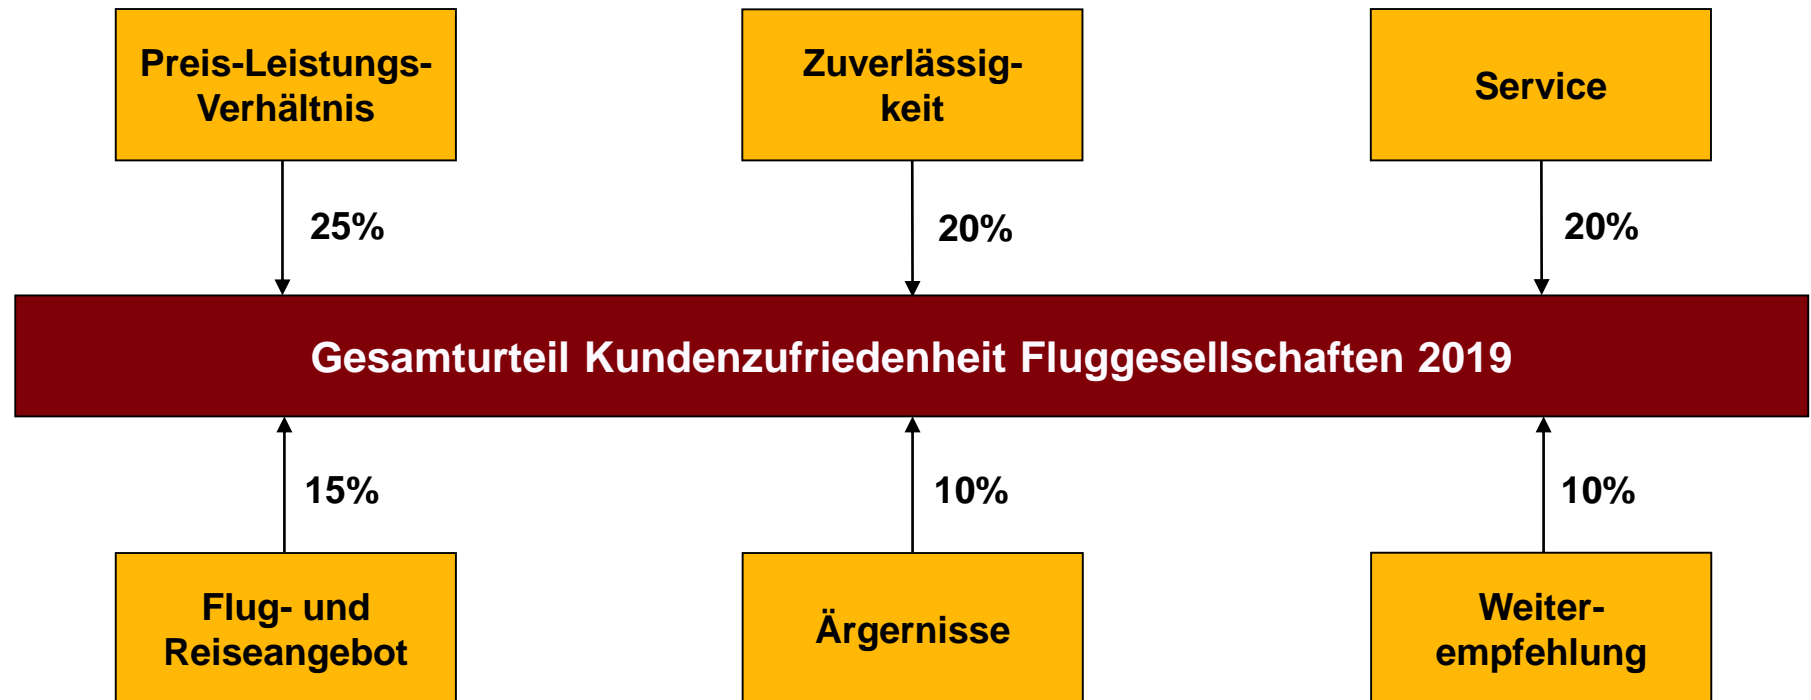 Preis-Leistungs-
Verhältnis
Zuverlässig-
keit
Service
25%
20%
20%
Gesamturteil Kundenzufriedenheit Fluggesellschaften 2019
15%
10%
10%
Flug- und
Reiseangebot
Ärgernisse
Weiter-
empfehlung